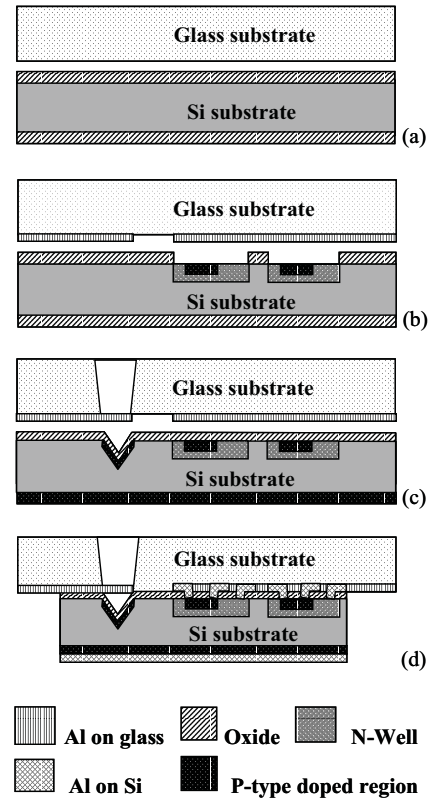 Glass substrate
Si substrate
(a)
Glass substrate
Si substrate
(b)
Glass substrate
Si substrate
(c)
Glass substrate
Si substrate
(d)
Al on glass
Oxide
N-Well
Al on Si
P-type doped region